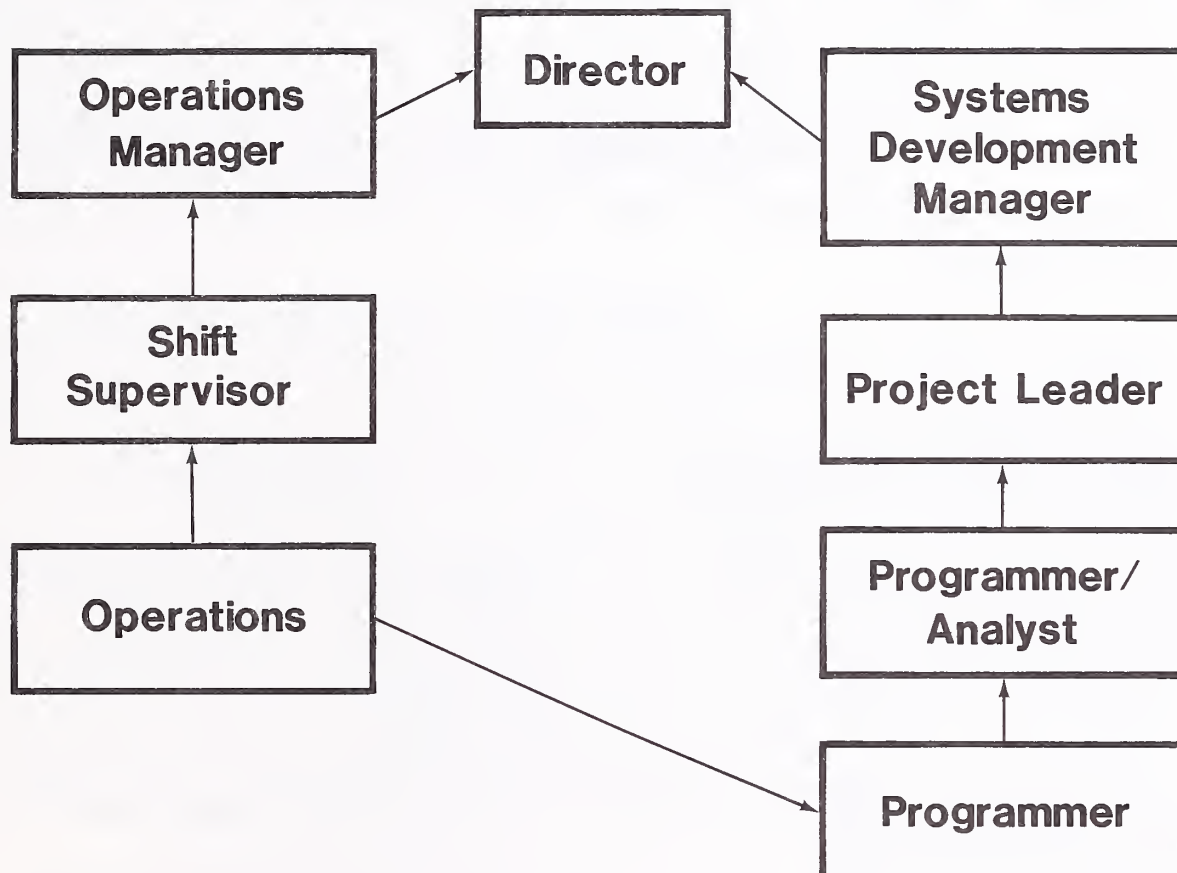 Director
Operations
Manager
Systems
Development
Manager
Shift
Supervisor
Project Leader
Operations
Programmer/
Analyst
Programmer